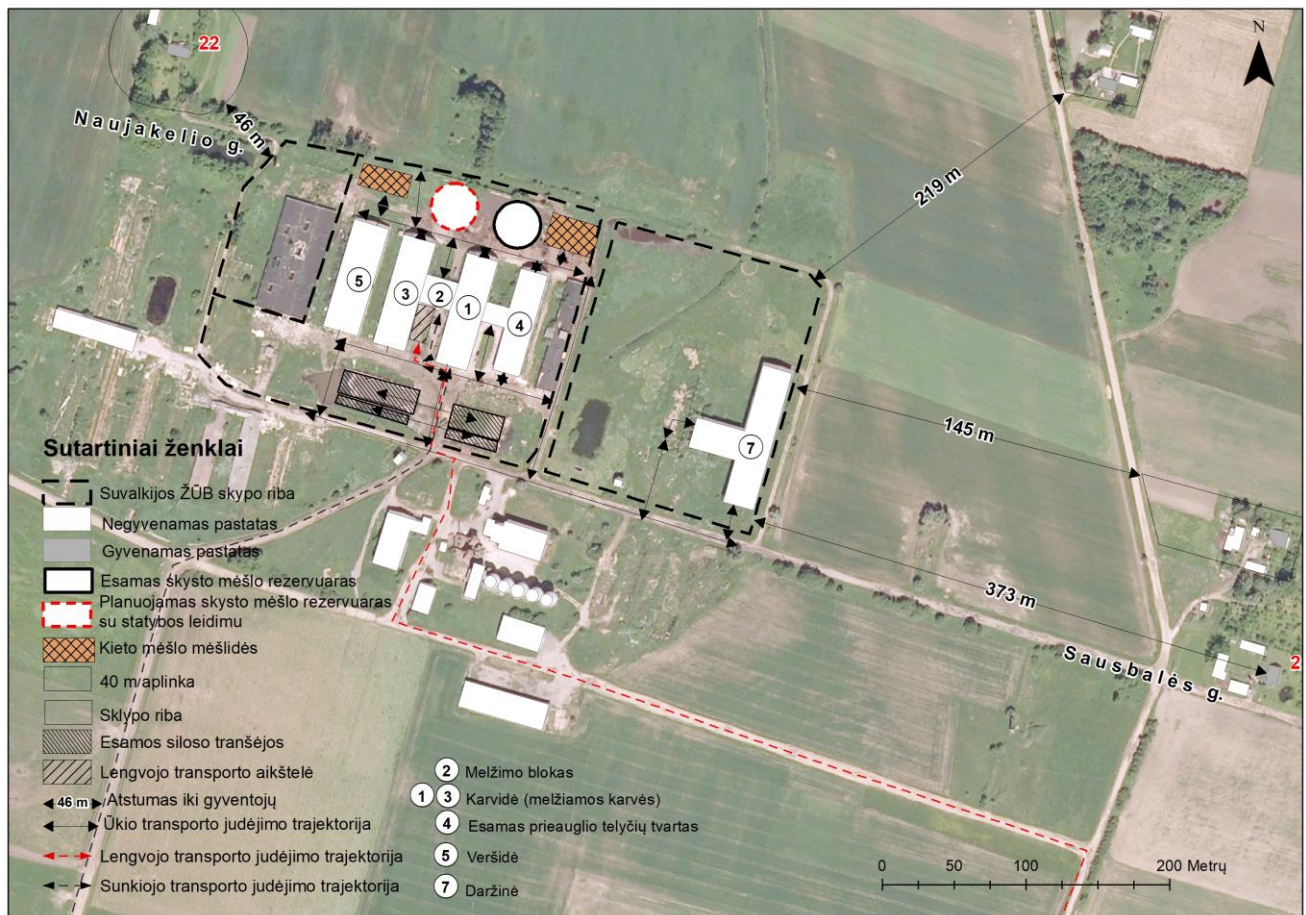 22
N
46 m
Naujakelio g.
219 m
5
3
2
1
4
7
145 m
373 m
Sausbalės g.
2
Sutartiniai ženklai
Suvalkijos ŽŪB skypo riba
Negyvenamas pastatas
Gyvenamas pastatas
Esamas skysto mėšlo rezervuaras
Planuojamas skysto mėšlo rezervuaras
su statybos leidimu
Kieto mėšlo mėšlidės
40 m aplinka
Sklypo riba
Esamos siloso tranšėjos
Lengvojo transporto aikštelė
46 m Atstumas iki gyventojų
Ūkio transporto judėjimo trajektorija
Lengvojo transporto judėjimo trajektorija
Sunkiojo transporto judėjimo trajektorija
2 Melžimo blokas
1 3 Karvidė (melžiamos karvės)
4 Esamas prieauglio telyčių tvartas
5 Veršidė
7 Daržinė
0 50 100 200 Metrų